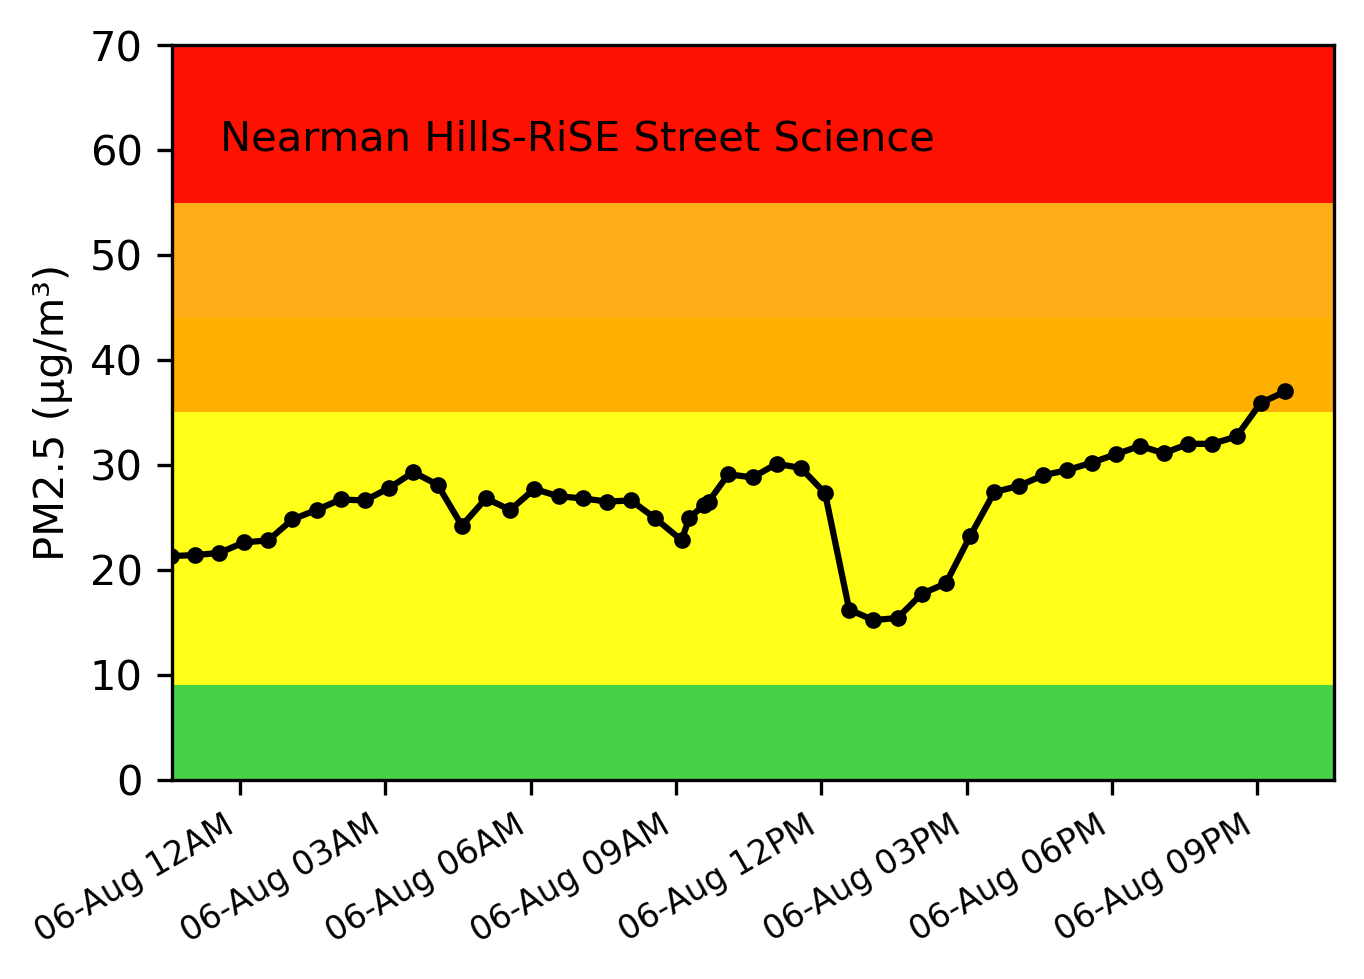 Nearman Hills-RiSE Street Science
PM2.5 (μg/m³)
70
60
50
40
30
20
10
0
06-Aug 12AM
06-Aug 03AM
06-Aug 06AM
06-Aug 09AM
06-Aug 12PM
06-Aug 03PM
06-Aug 06PM
06-Aug 09PM